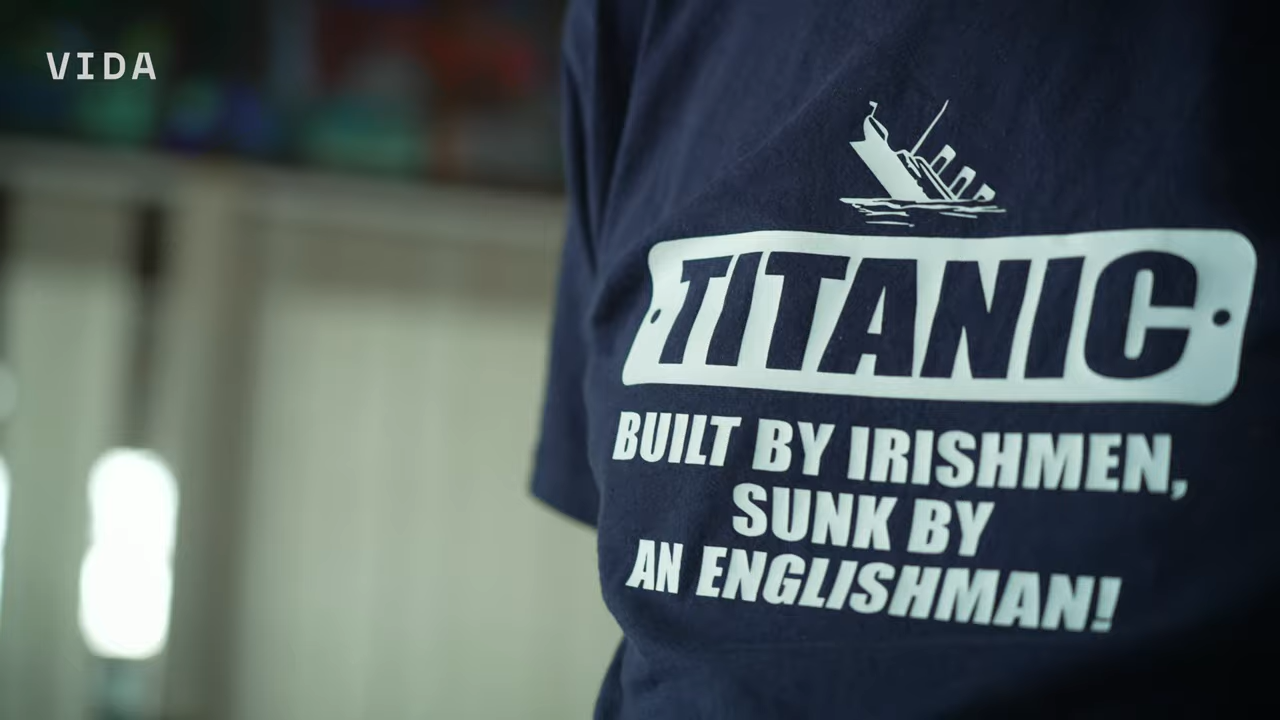 VIDA
TITANIC
BUILT BY IRISHMEN,
SUNK BY
AN ENGLISHMAN!